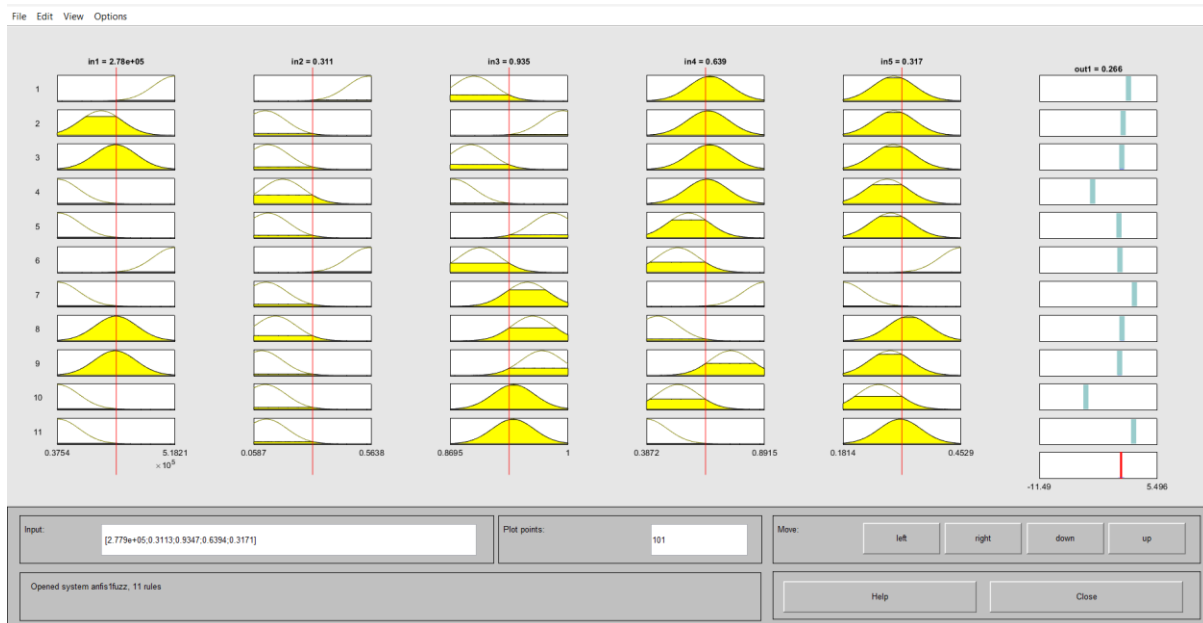 File Edit View Options
in1 = 2.78e+05 in2 = 0.311 in3 = 0.935 in4 = 0.639 in5 = 0.317 out1 = 0.266
1
2
3
4
5
6
7
8
9
10
11
0.3754 5.1821 0.0587 0.5638 0.8695 1 0.3872 0.8915 0.1814 0.4529
×10⁵
-11.49 5.496
Input: [2.779e+05;0.3113;0.9347;0.6394;0.3171] Plot points: 101 Move: left right down up
Opened system anfis1fuzz, 11 rules Help Close